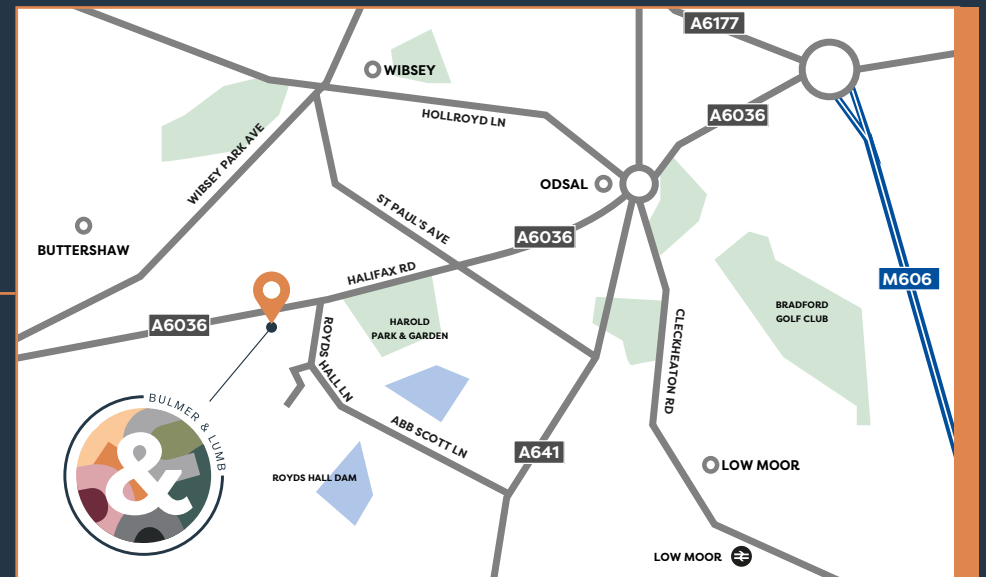 A6177
WIBSEY
A6036
HOLLROYD LN
WIBSEY PARK AVE
ODSAL
ST PAUL'S AVE
BUTTERSHAW
A6036
HALIFAX RD
M606
A6036
HAROLD
PARK & GARDEN
BRADFORD
GOLF CLUB
ROYDS HALL LN
CLECKHEATON RD
BULMER & LUMB
&
ABB SCOTT LN
A641
LOW MOOR
ROYDS HALL DAM
LOW MOOR